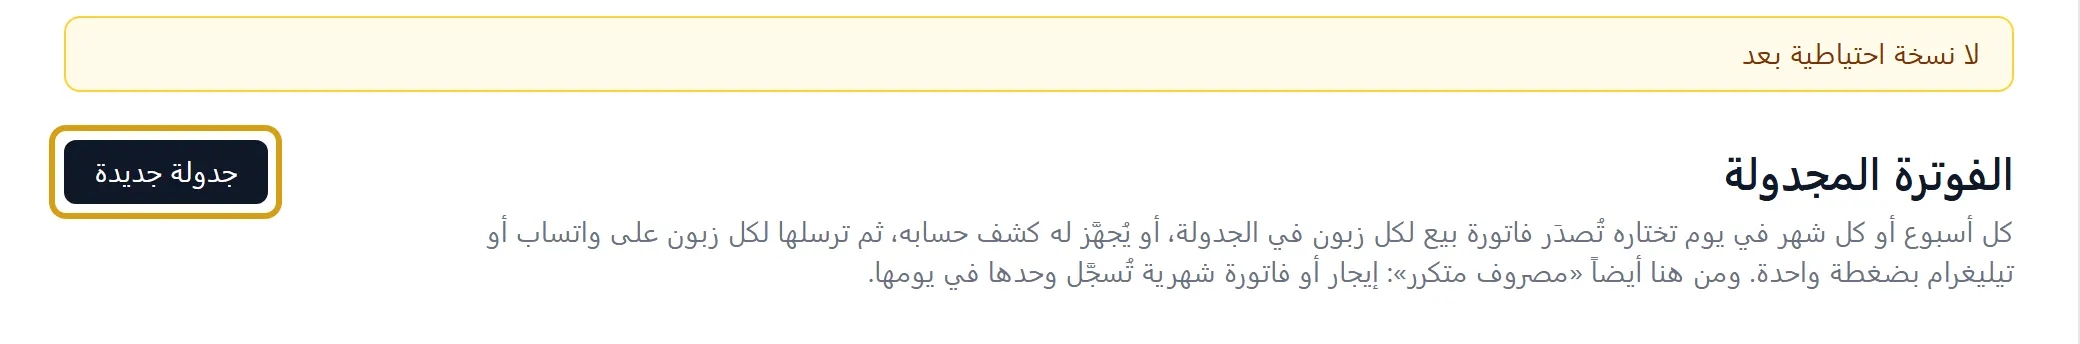 لا نسخة احتياطية بعد
الفوترة المجدولة
جدولة جديدة
كل أسبوع أو كل شهر في يوم تختاره تُصدَر فاتورة بيع لكل زبون في الجدولة، أو يُجهَّز له كشف حسابه، ثم ترسلها لكل زبون على واتساب أو
تيليغرام بضغطة واحدة. ومن هنا أيضاً «مصروف متكرر»: إيجار أو فاتورة شهرية تُسجَّل وحدها في يومها.